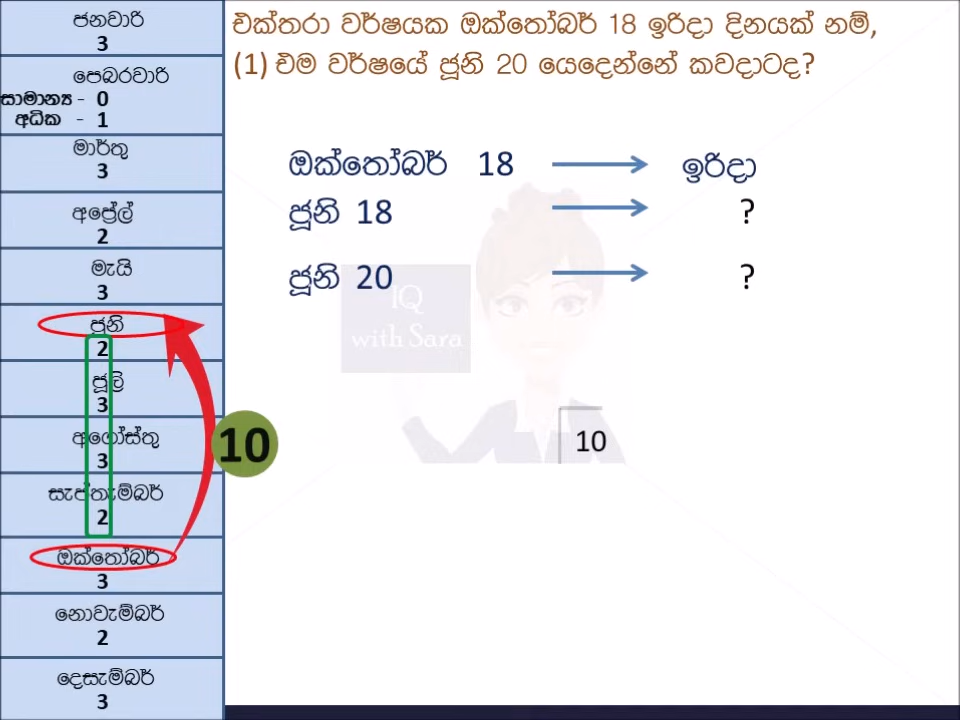 එක්තරා වර්ෂයක ඔක්තෝබර් 18 ඉරිදා දිනයක් නම්,
(1) එම වර්ෂයේ ජූනි 20 යෙදෙන්නේ කවදාටද?
ජනවාරි
3
පෙබරවාරි
සාමාන්‍ය - 0
අධික - 1
මාර්තු
3
අප්‍රේල්
2
මැයි
3
ජුනි
2
ජූලි
3
අගෝස්තු
3
සැප්තැම්බර්
2
ඔක්තෝබර්
3
නොවැම්බර්
2
දෙසැම්බර්
3
10
ඔක්තෝබර් 18 ඉරිදා
ජූනි 18 ?
ජූනි 20 ?
IQ
with Sara
10